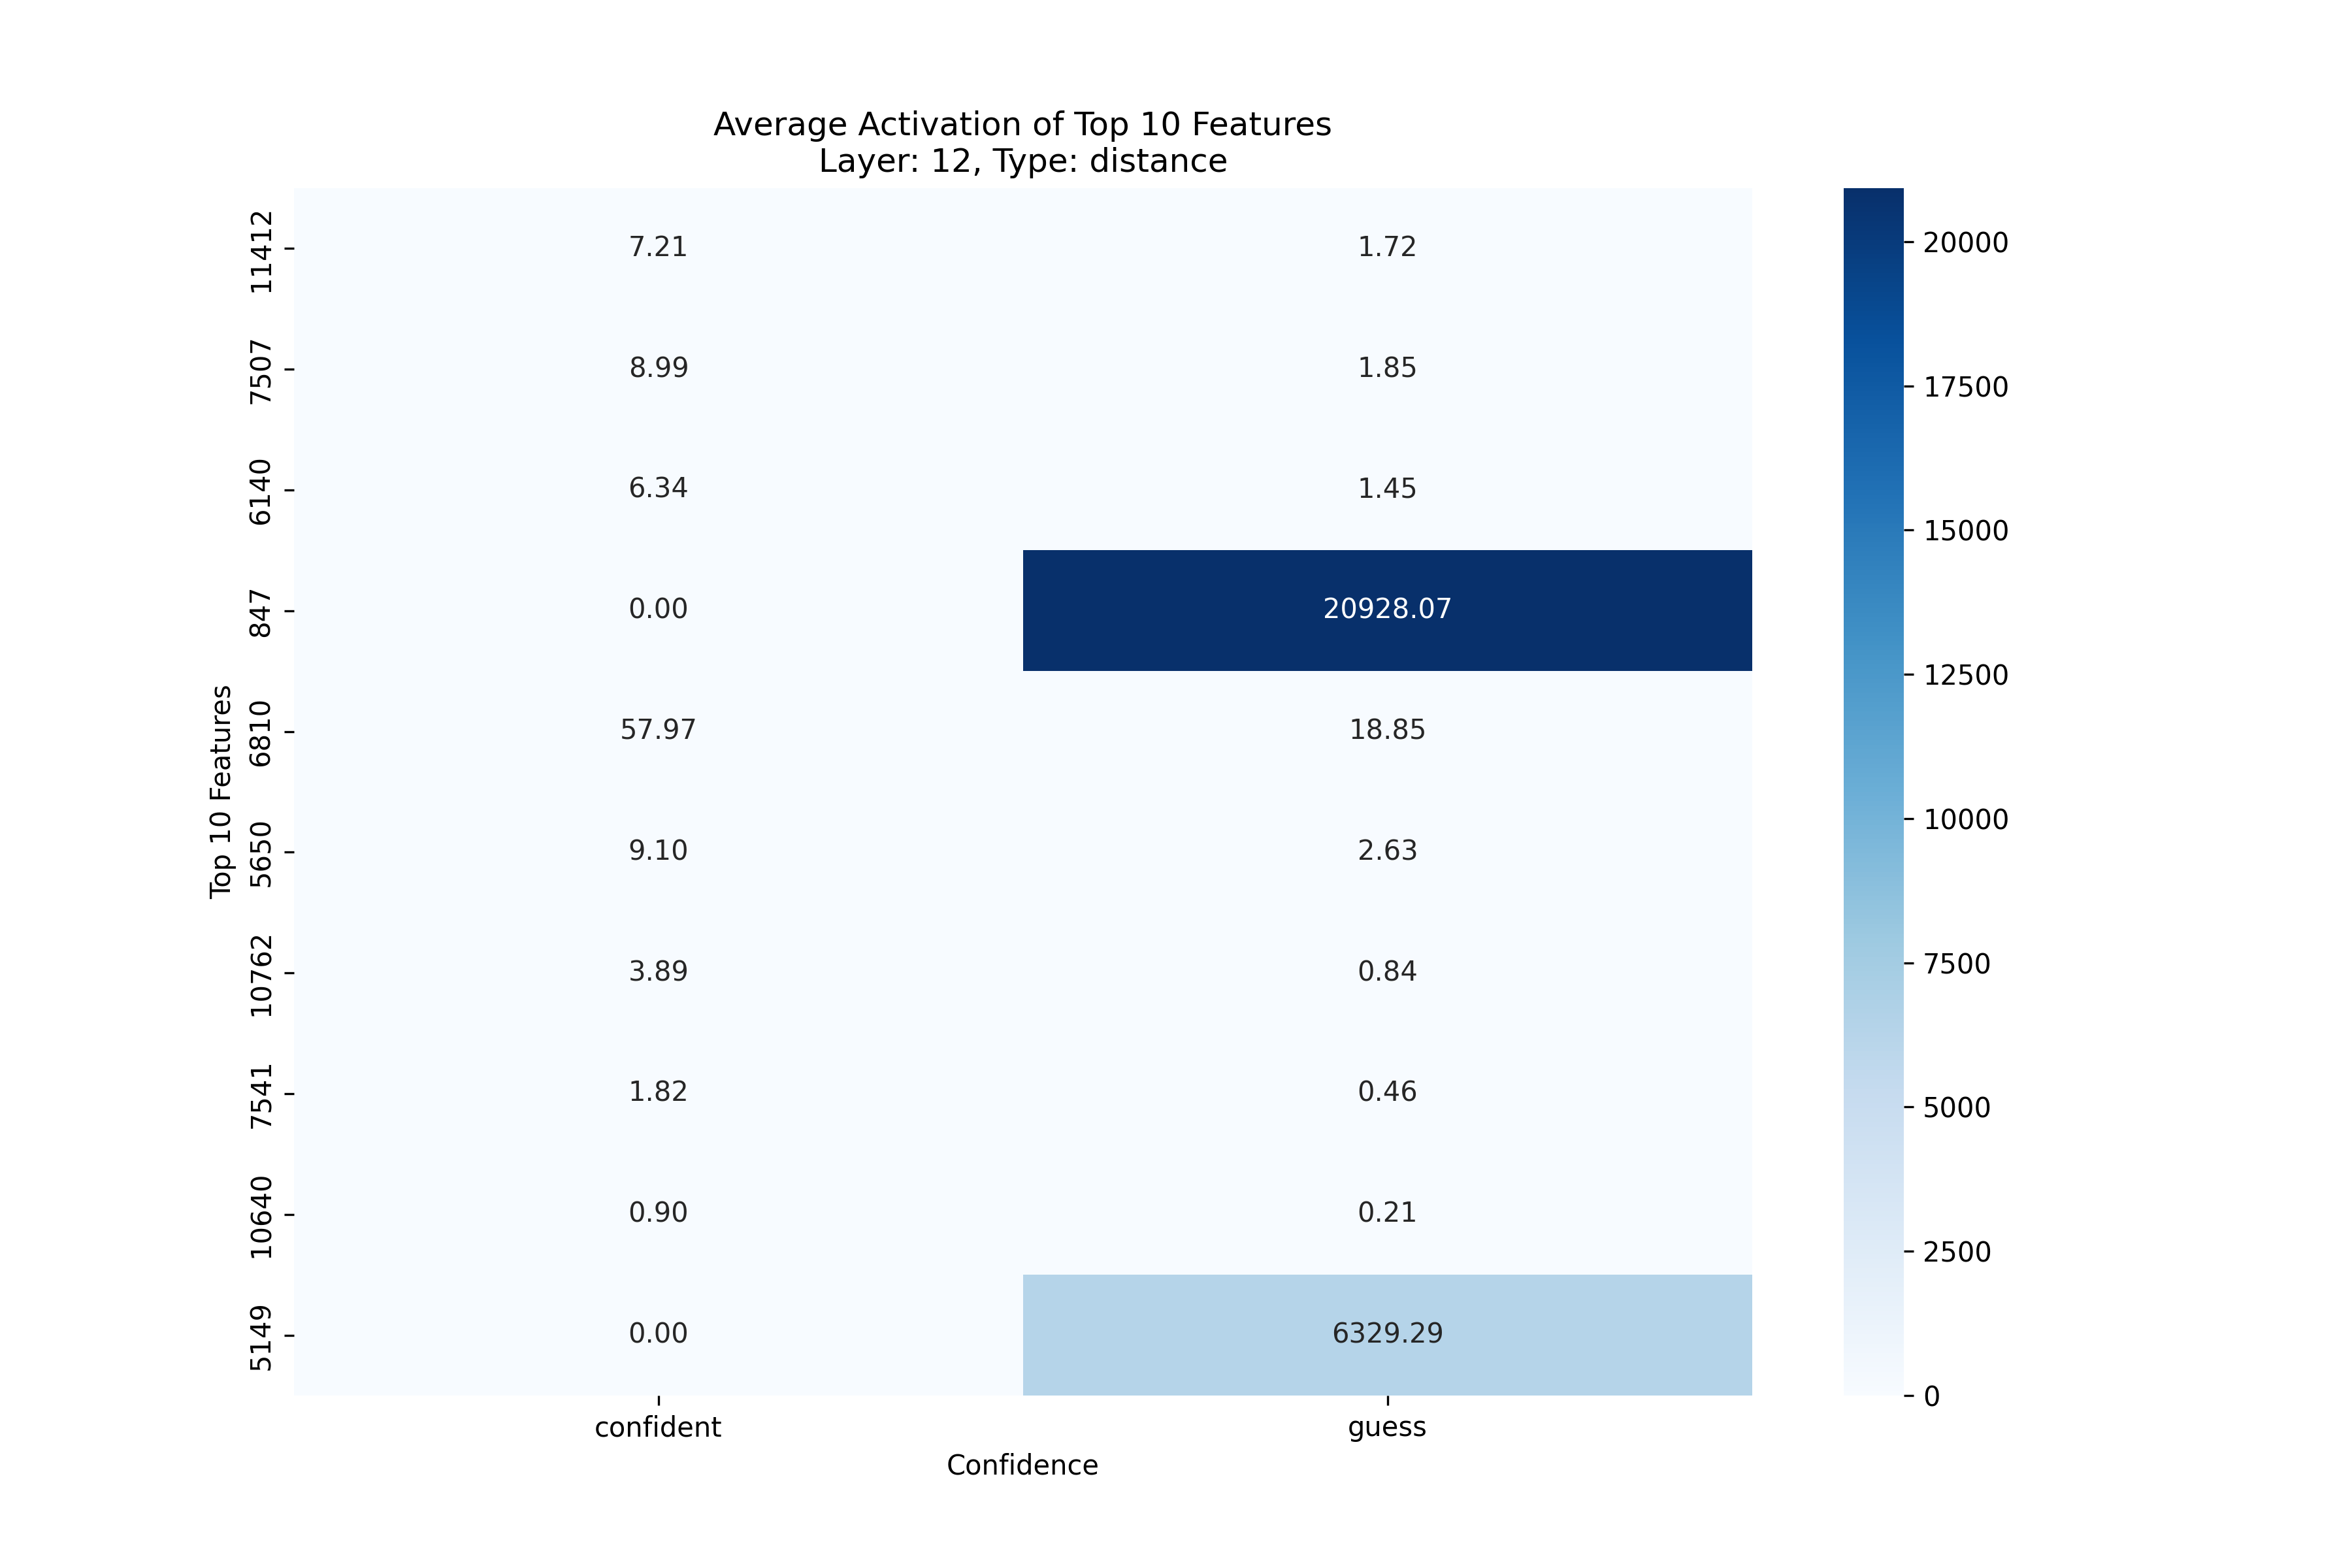 Average Activation of Top 10 Features
Layer: 12, Type: distance
Top 10 Features
11412 7.21 1.72
7507 8.99 1.85
6140 6.34 1.45
847 0.00 20928.07
6810 57.97 18.85
5650 9.10 2.63
10762 3.89 0.84
7541 1.82 0.46
10640 0.90 0.21
5149 0.00 6329.29
confident guess
Confidence
20000
17500
15000
12500
10000
7500
5000
2500
0